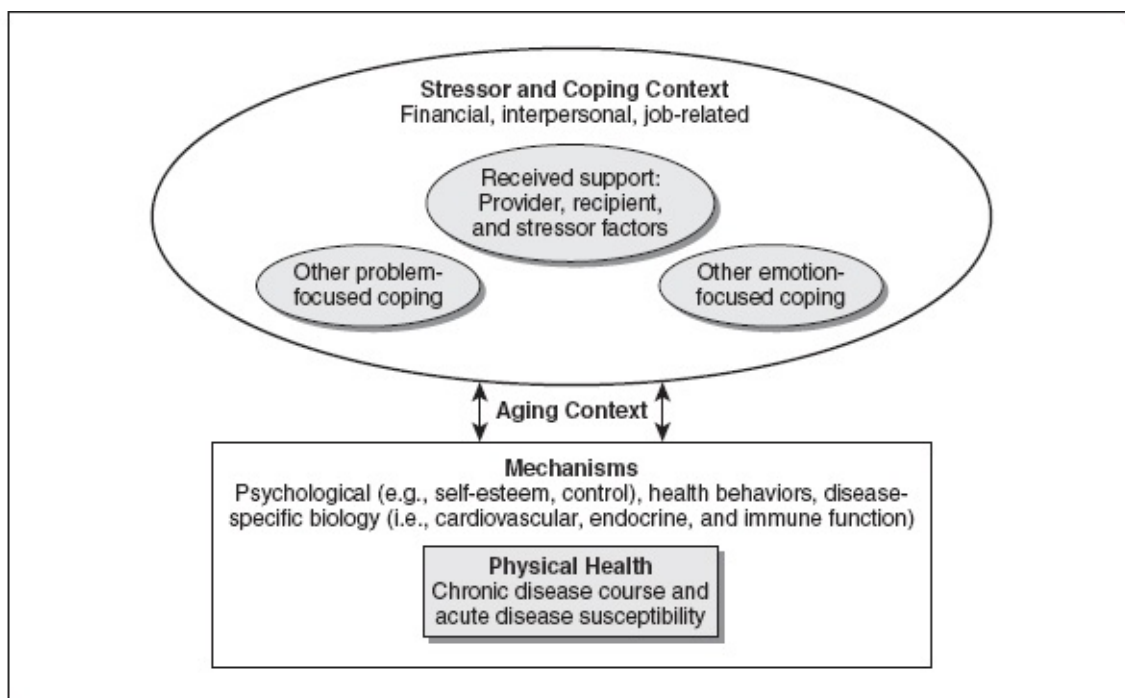 Stressor and Coping Context
Financial, interpersonal, job-related
Received support:
Provider, recipient,
and stressor factors
Other problem-
focused coping
Other emotion-
focused coping
Aging Context
Mechanisms
Psychological (e.g., self-esteem, control), health behaviors, disease-
specific biology (i.e., cardiovascular, endocrine, and immune function)
Physical Health
Chronic disease course and
acute disease susceptibility